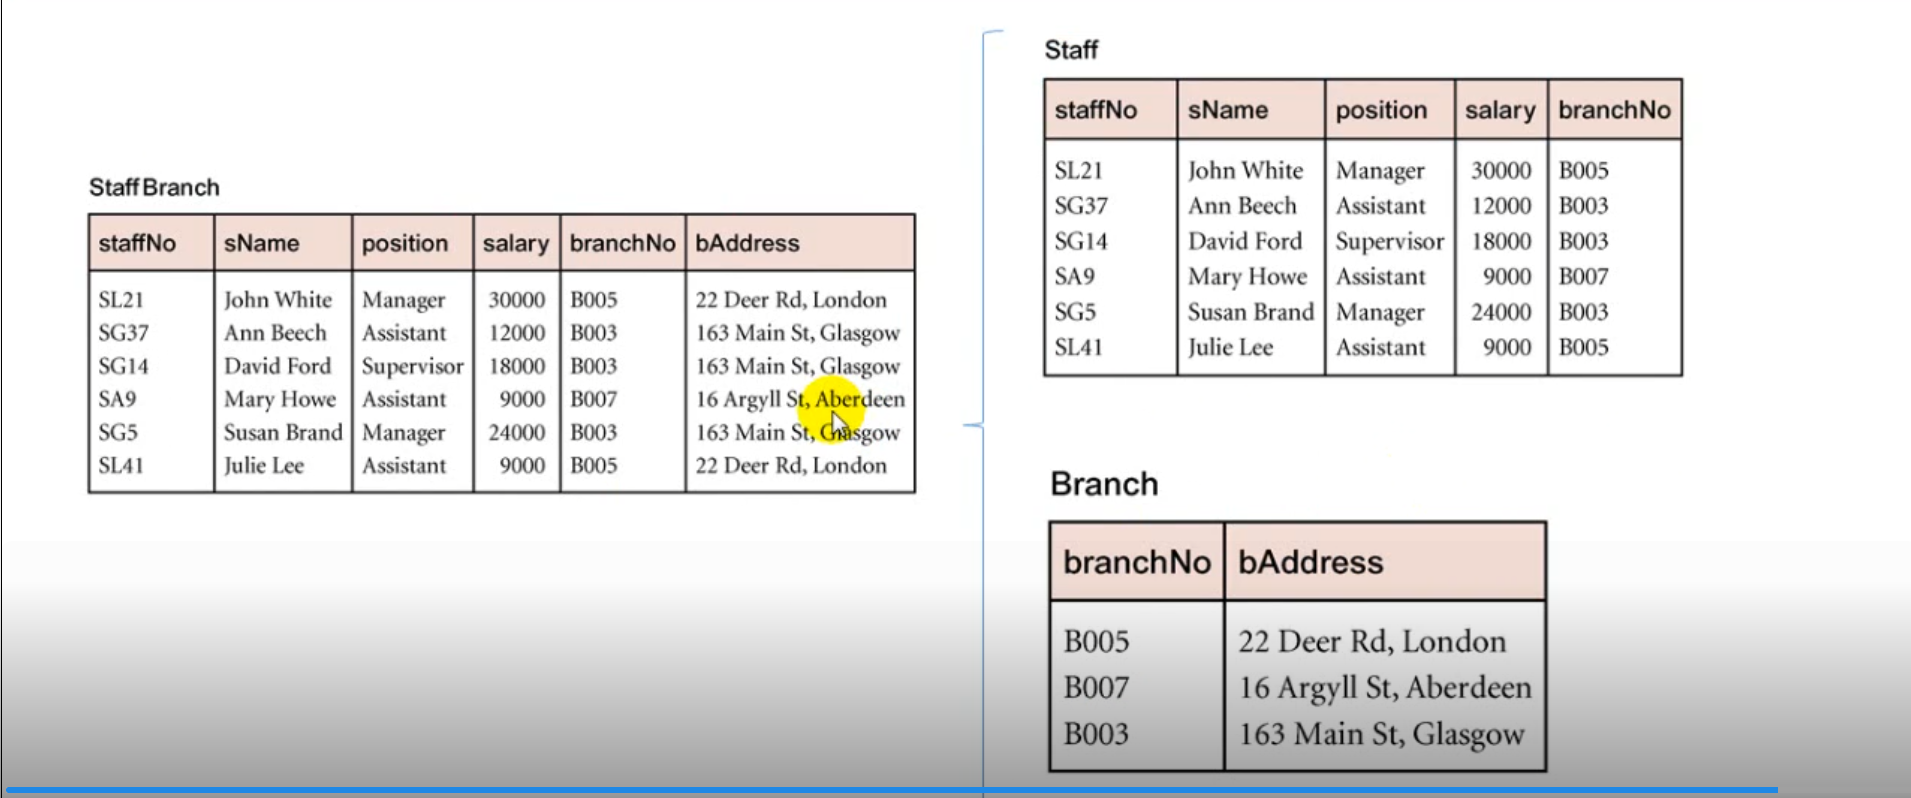 StaffBranch
staffNo sName position salary branchNo bAddress
SL21 John White Manager 30000 B005 22 Deer Rd, London
SG37 Ann Beech Assistant 12000 B003 163 Main St, Glasgow
SG14 David Ford Supervisor 18000 B003 163 Main St, Glasgow
SA9 Mary Howe Assistant 9000 B007 16 Argyll St, Aberdeen
SG5 Susan Brand Manager 24000 B003 163 Main St, Glasgow
SL41 Julie Lee Assistant 9000 B005 22 Deer Rd, London
Staff
staffNo sName position salary branchNo
SL21 John White Manager 30000 B005
SG37 Ann Beech Assistant 12000 B003
SG14 David Ford Supervisor 18000 B003
SA9 Mary Howe Assistant 9000 B007
SG5 Susan Brand Manager 24000 B003
SL41 Julie Lee Assistant 9000 B005
Branch
branchNo bAddress
B005 22 Deer Rd, London
B007 16 Argyll St, Aberdeen
B003 163 Main St, Glasgow